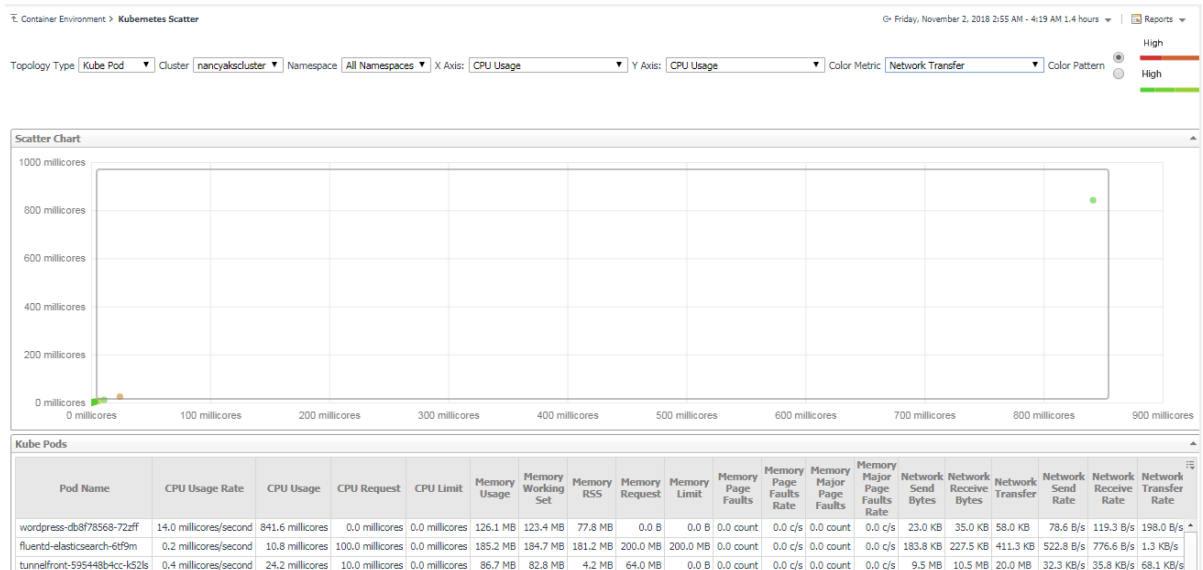 Container Environment > Kubernetes Scatter
Friday, November 2, 2018 2:55 AM - 4:19 AM 1.4 hours
Reports
Topology Type Kube Pod Cluster nancyakscluster Namespace All Namespaces X Axis: CPU Usage Y Axis: CPU Usage Color Metric Network Transfer Color Pattern
High
High
Scatter Chart
1000 millicores
800 millicores
600 millicores
400 millicores
200 millicores
0 millicores
0 millicores 100 millicores 200 millicores 300 millicores 400 millicores 500 millicores 600 millicores 700 millicores 800 millicores 900 millicores
Kube Pods
Pod Name CPU Usage Rate CPU Usage CPU Request CPU Limit Memory Usage Memory Working Set Memory RSS Memory Request Memory Limit Memory Page Faults Memory Page Faults Rate Memory Major Page Faults Memory Major Page Faults Rate Network Send Bytes Network Receive Bytes Network Transfer Network Send Rate Network Receive Rate Network Transfer Rate
wordpress-db8f78568-72zff 14.0 millicores/second 841.6 millicores 0.0 millicores 0.0 millicores 126.1 MB 123.4 MB 77.8 MB 0.0 B 0.0 B 0.0 count 0.0 c/s 0.0 count 0.0 c/s 23.0 KB 35.0 KB 58.0 KB 78.6 B/s 119.3 B/s 198.0 B/s
fluentd-elasticsearch-6tf9m 0.2 millicores/second 10.8 millicores 100.0 millicores 0.0 millicores 185.2 MB 184.7 MB 181.2 MB 200.0 MB 200.0 MB 0.0 count 0.0 c/s 0.0 count 0.0 c/s 183.8 KB 227.5 KB 411.3 KB 522.8 B/s 776.6 B/s 1.3 KB/s
tunnelfront-595448b4cc-k52ls 0.4 millicores/second 24.2 millicores 10.0 millicores 0.0 millicores 86.7 MB 82.8 MB 4.2 MB 64.0 MB 0.0 B 0.0 count 0.0 c/s 0.0 count 0.0 c/s 9.5 MB 10.5 MB 20.0 MB 32.3 KB/s 35.8 KB/s 68.1 KB/s